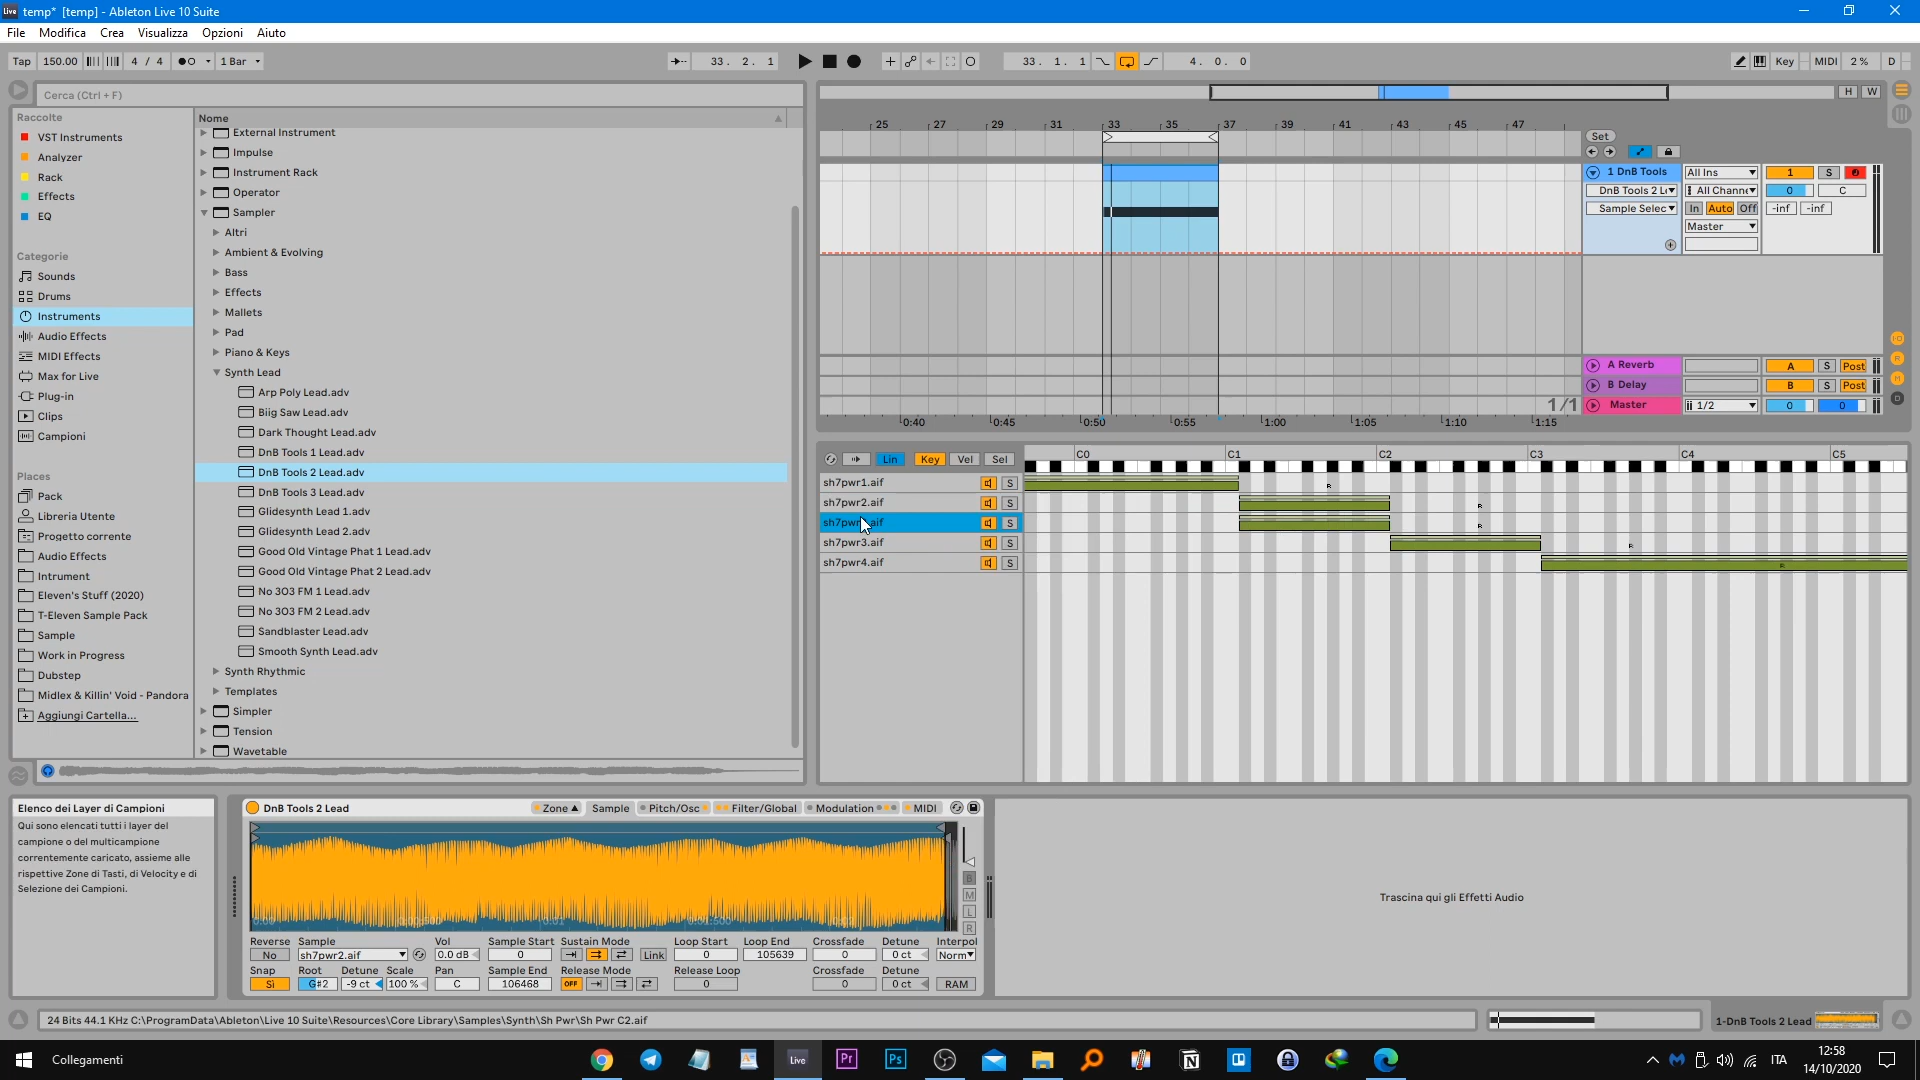 temp* [temp] - Ableton Live 10 Suite
File Modifica Crea Visualizza Opzioni Aiuto
Tap 150.00 4 / 4 1 Bar 33. 2. 1 33. 1. 1 4. 0. 0 Key MIDI 2 % D
Cerca (Ctrl + F)
H W
Raccolte
VST Instruments
Analyzer
Rack
Effects
EQ
Categorie
Sounds
Drums
Instruments
Audio Effects
MIDI Effects
Max for Live
Plug-in
Clips
Campioni
Places
Pack
Libreria Utente
Progetto corrente
Audio Effects
Intrument
Eleven's Stuff (2020)
T-Eleven Sample Pack
Sample
Work in Progress
Dubstep
Midlex & Killin' Void - Pandora
Aggiungi Cartella...
Nome
External Instrument
Impulse
Instrument Rack
Operator
Sampler
Altri
Ambient & Evolving
Bass
Effects
Mallets
Pad
Piano & Keys
Synth Lead
Arp Poly Lead.adv
Biig Saw Lead.adv
Dark Thought Lead.adv
DnB Tools 1 Lead.adv
DnB Tools 2 Lead.adv
DnB Tools 3 Lead.adv
Glidesynth Lead 1.adv
Glidesynth Lead 2.adv
Good Old Vintage Phat 1 Lead.adv
Good Old Vintage Phat 2 Lead.adv
No 303 FM 1 Lead.adv
No 303 FM 2 Lead.adv
Sandblaster Lead.adv
Smooth Synth Lead.adv
Synth Rhythmic
Templates
Simpler
Tension
Wavetable
25 27 29 31 33 35 37 39 41 43 45 47
Set
1 DnB Tools All Ins 1 S
DnB Tools 2 Le All Channe 0 C
Sample Selec In Auto Off -inf -inf
Master
A Reverb A S Post
B Delay B S Post
1/1 Master 1/2 0 0
0:40 0:45 0:50 0:55 1:00 1:05 1:10 1:15
Lin Key Vel Sel C0 C1 C2 C3 C4 C5
sh7pwr1.aif S R
sh7pwr2.aif S R
sh7pw aif S R
sh7pwr3.aif S R
sh7pwr4.aif S R
Elenco dei Layer di Campioni
Qui sono elencati tutti i layer del
campione o del multicampione
correntemente caricato, assieme alle
rispettive Zone di Tasti, di Velocity e di
Selezione dei Campioni.
DnB Tools 2 Lead Zone Sample Pitch/Osc Filter/Global Modulation MIDI
B
M
L
R
Reverse Sample Vol Sample Start Sustain Mode Loop Start Loop End Crossfade Detune Interpol
No sh7pwr2.aif 0.0 dB 0 Link 0 105639 0 0 ct Norm
Snap Root Detune Scale Pan Sample End Release Mode Release Loop Crossfade Detune
Sì G#2 -9 ct 100 % C 106468 OFF 0 0 0 ct RAM
Trascina qui gli Effetti Audio
24 Bits 44.1 KHz C:\ProgramData\Ableton\Live 10 Suite\Resources\Core Library\Samples\Synth\Sh Pwr\Sh Pwr C2.aif
1-DnB Tools 2 Lead
Collegamenti
Live Pr Ps
ITA
12:58
14/10/2020